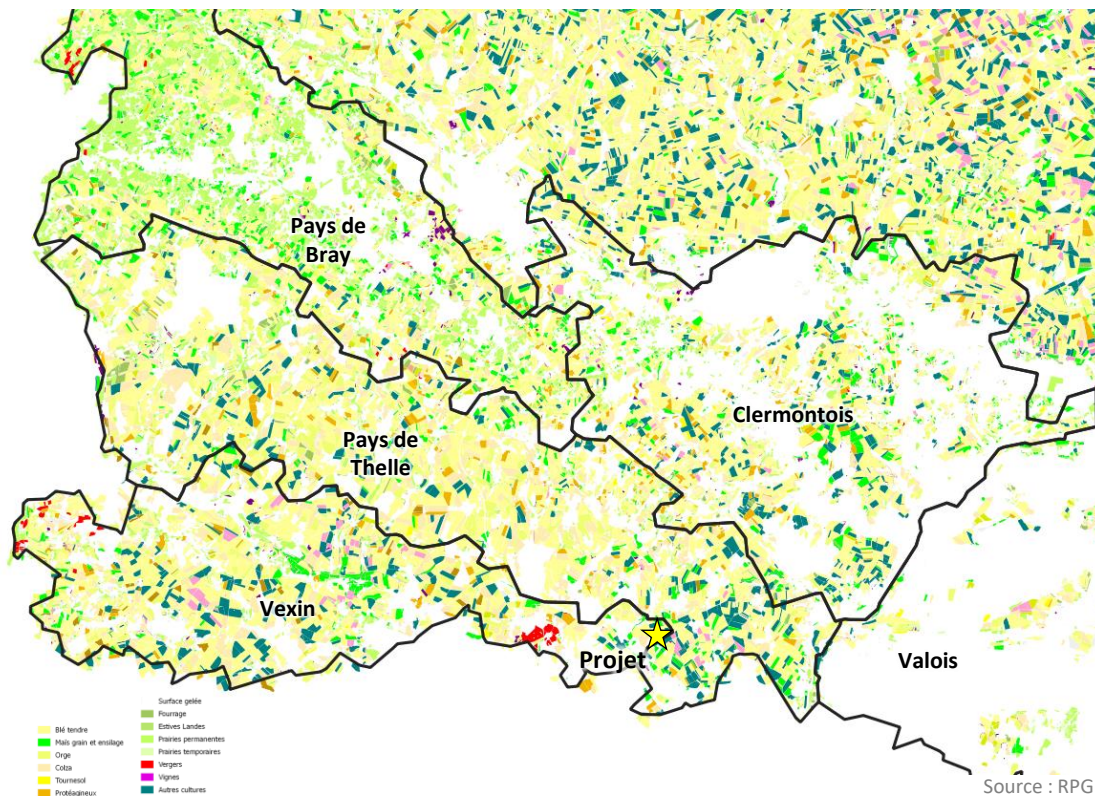 Pays de
Bray
Clermontois
Pays de
Thelle
Vexin
Projet
Valois
Blé tendre
Maïs grain et ensilage
Orge
Colza
Tournesol
Protéagineux
Surface gelée
Fourrage
Estives Landes
Prairies permanentes
Prairies temporaires
Vergers
Vignes
Autres cultures
Source : RPG